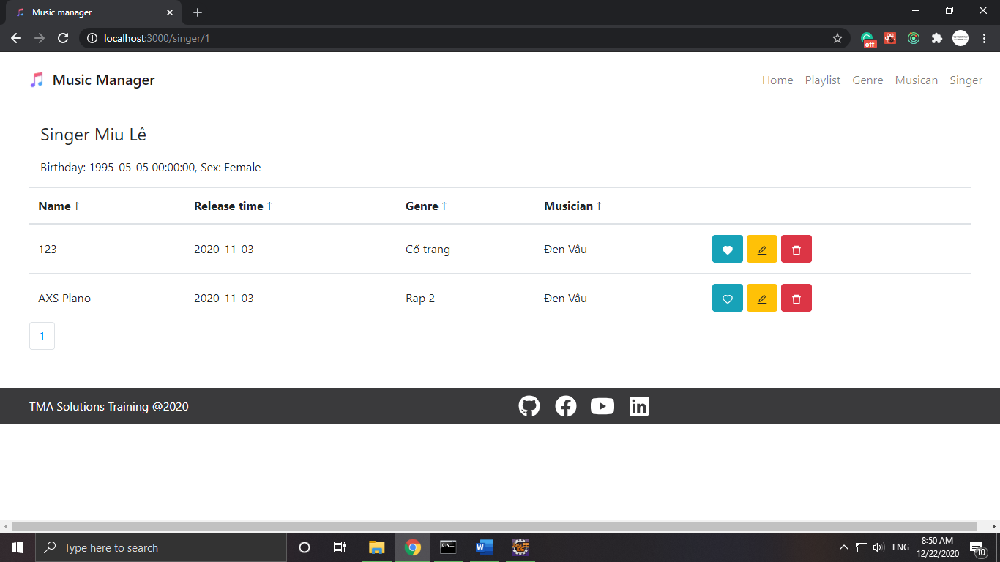 Music manager
localhost:3000/singer/1
off
Music Manager
Home Playlist Genre Musican Singer
Singer Miu Lê
Birthday: 1995-05-05 00:00:00, Sex: Female
Name ↑ Release time ↑ Genre ↑ Musician ↑
123 2020-11-03 Cổ trang Đen Vâu
AXS Plano 2020-11-03 Rap 2 Đen Vâu
1
TMA Solutions Training @2020
Type here to search
ENG
8:50 AM
12/22/2020
10